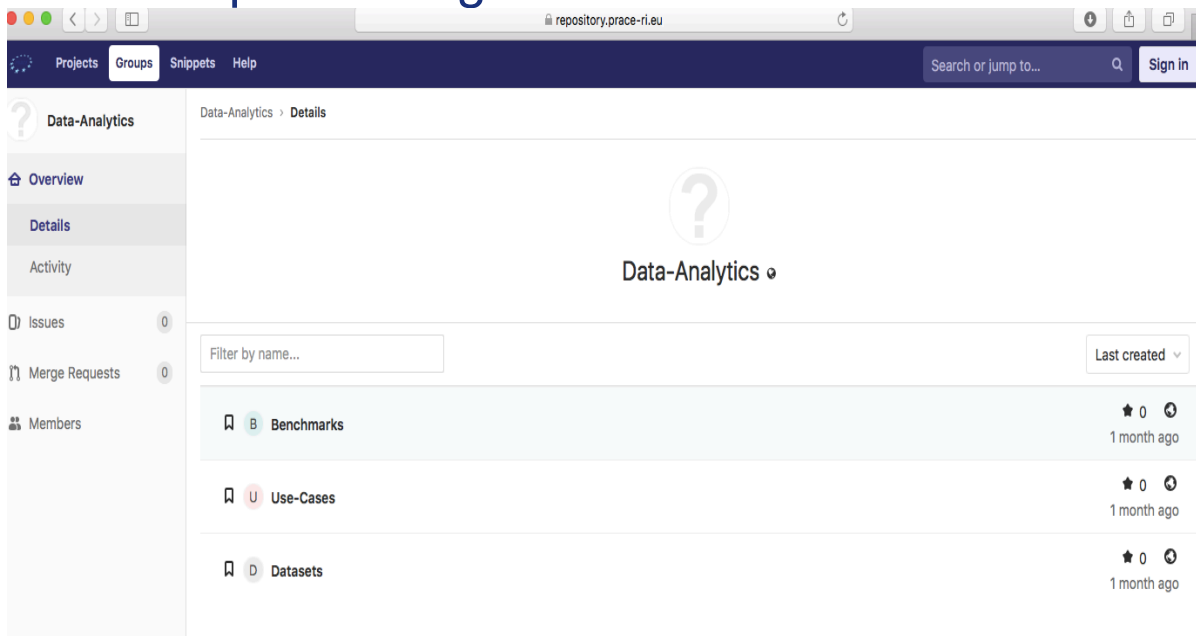 repository.prace-ri.eu
Projects Groups Snippets Help Search or jump to... Sign in
Data-Analytics
Data-Analytics › Details
Overview
Details
Data-Analytics
Activity
Issues 0
Filter by name... Last created
Merge Requests 0
Members
B Benchmarks 0
1 month ago
U Use-Cases 0
1 month ago
D Datasets 0
1 month ago